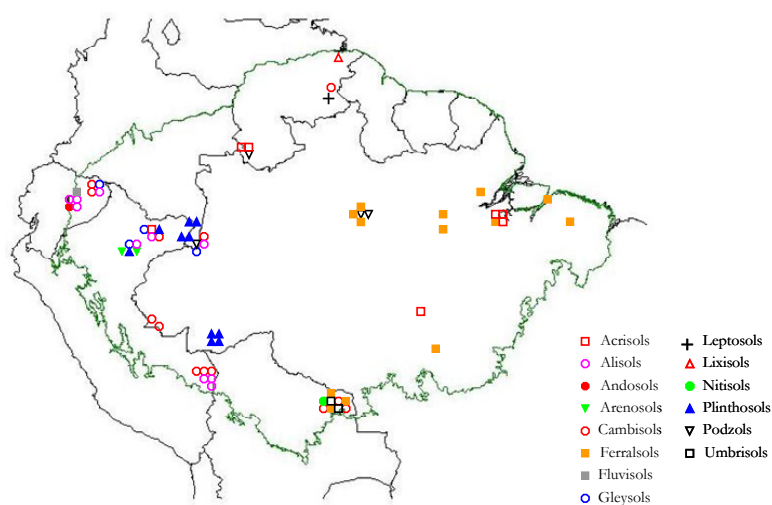 Acrisols
Alisols
Andosols
Arenosols
Cambisols
Ferralsols
Fluvisols
Gleysols
Leptosols
Lixisols
Nitisols
Plinthosols
Podzols
Umbrisols